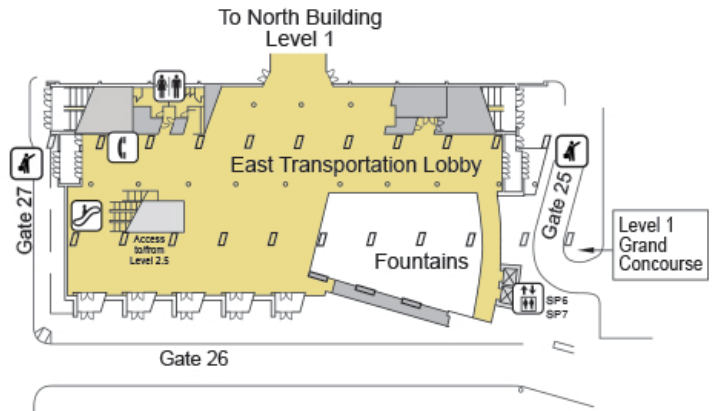 To North Building
Level 1
East Transportation Lobby
Gate 27
Gate 25
Access
to/from
Level 2.5
Fountains
Level 1
Grand
Concourse
SP6
SP7
Gate 26